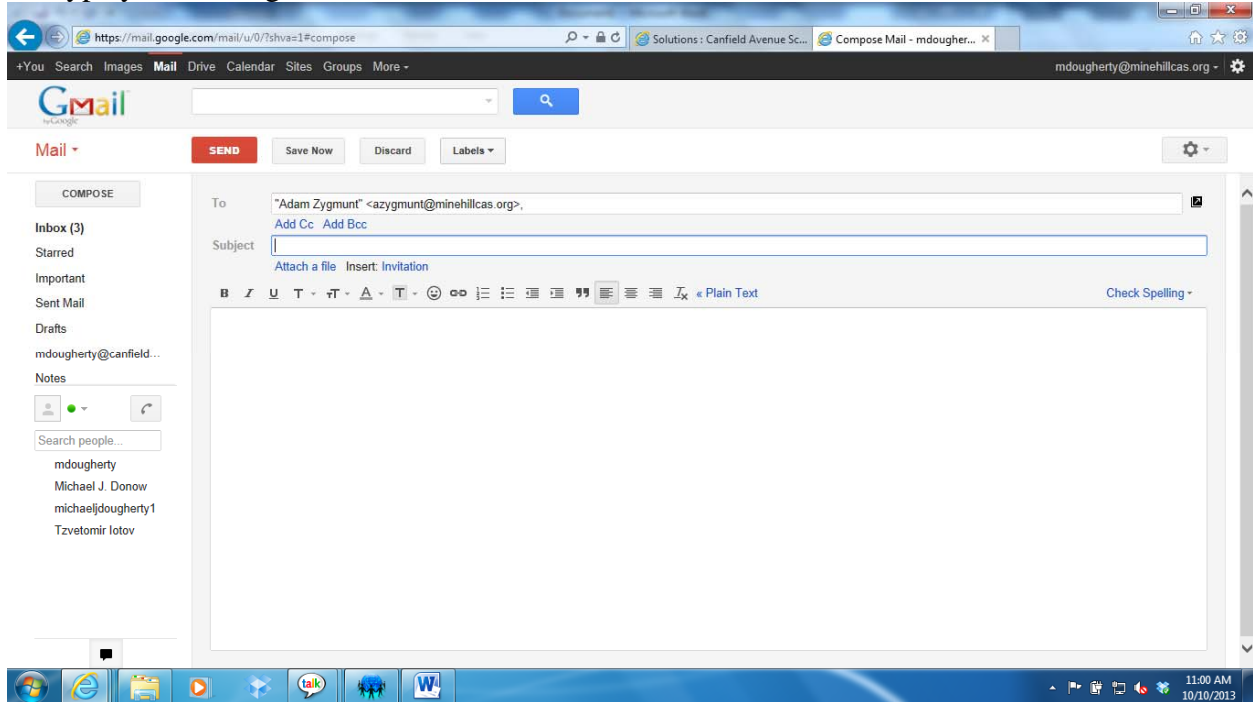 https://mail.google.com/mail/u/0/?shva=1#compose
Solutions : Canfield Avenue Sc...
Compose Mail - mdougher...
+You Search Images Mail Drive Calendar Sites Groups More
mdougherty@minehillcas.org
Gmail
by Google
Mail
SEND
Save Now
Discard
Labels
COMPOSE
Inbox (3)
Starred
Important
Sent Mail
Drafts
mdougherty@canfield...
Notes
Search people...
mdougherty
Michael J. Donow
michaeljdougherty1
Tzvetomir Iotov
To "Adam Zygmunt" <azygmunt@minehillcas.org>,
Add Cc Add Bcc
Subject
Attach a file Insert: Invitation
B I U T T A T « Plain Text Check Spelling
talk
W
11:00 AM
10/10/2013